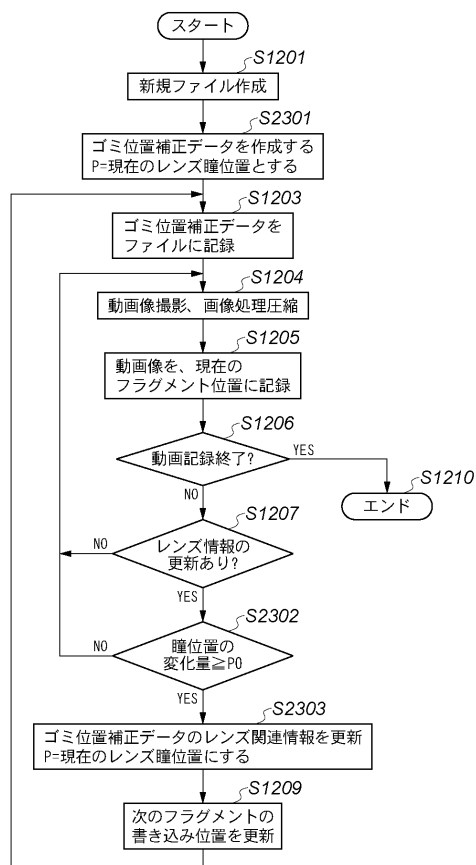 スタート
S1201
新規ファイル作成
S2301
ゴミ位置補正データを作成する
P=現在のレンズ瞳位置とする
S1203
ゴミ位置補正データを
ファイルに記録
S1204
動画像撮影、画像処理圧縮
S1205
動画像を、現在の
フラグメント位置に記録
S1206
動画記録終了?
YES
S1210
エンド
NO
S1207
レンズ情報の
更新あり?
NO
YES
S2302
瞳位置の
変化量≧P0
NO
YES
S2303
ゴミ位置補正データのレンズ関連情報を更新
P=現在のレンズ瞳位置にする
S1209
次のフラグメントの
書き込み位置を更新